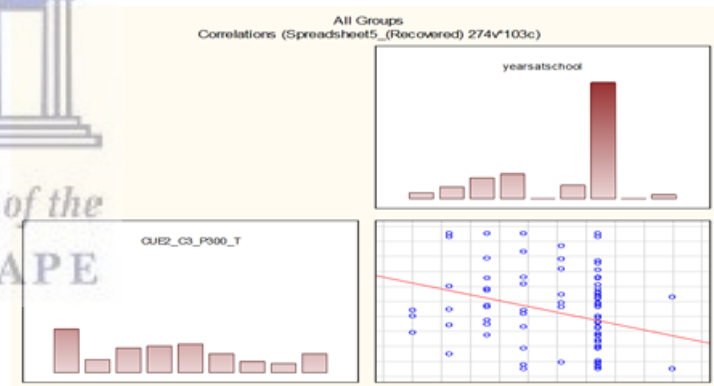 All Groups
Correlations (Spreadsheet5_(Recovered) 274v*103c)
yearsatschool
of the
CUE2_C3_P300_T
APE